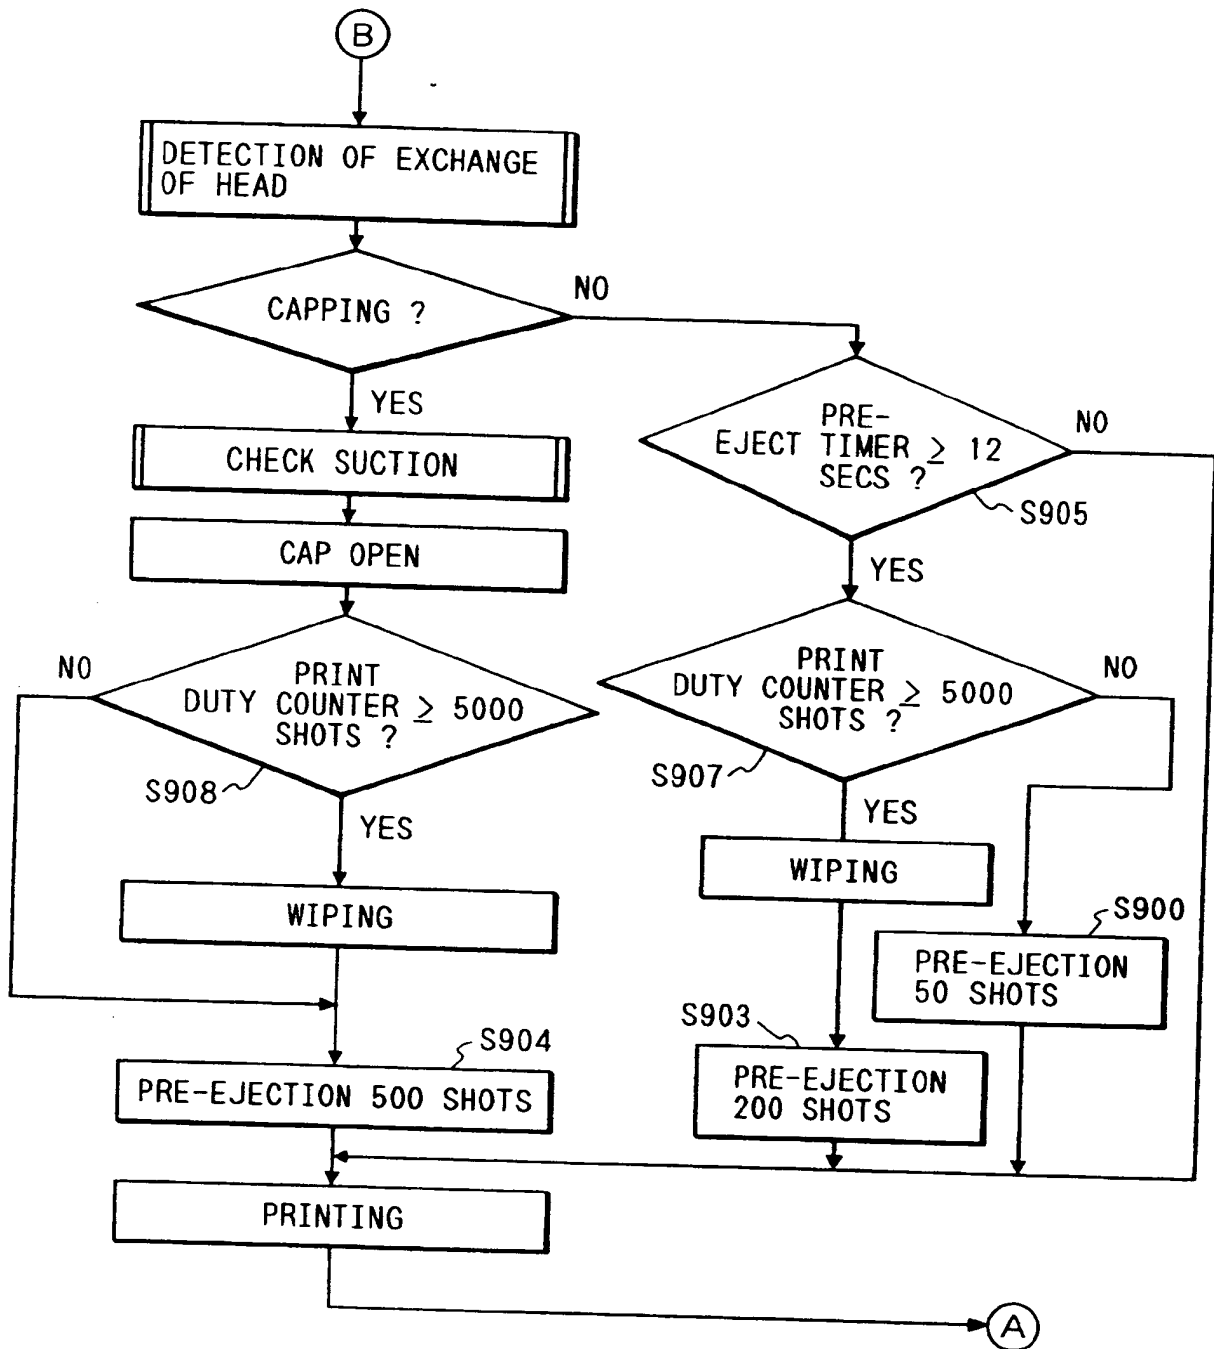 B
DETECTION OF EXCHANGE
OF HEAD
CAPPING ?
NO
YES
CHECK SUCTION
CAP OPEN
PRINT
DUTY COUNTER ≥ 5000
SHOTS ?
NO
S908
YES
WIPING
S904
PRE-EJECTION 500 SHOTS
PRINTING
PRE-
EJECT TIMER ≥ 12
SECS ?
NO
S905
YES
PRINT
DUTY COUNTER ≥ 5000
SHOTS ?
NO
S907
YES
WIPING
S900
PRE-EJECTION
50 SHOTS
S903
PRE-EJECTION
200 SHOTS
A